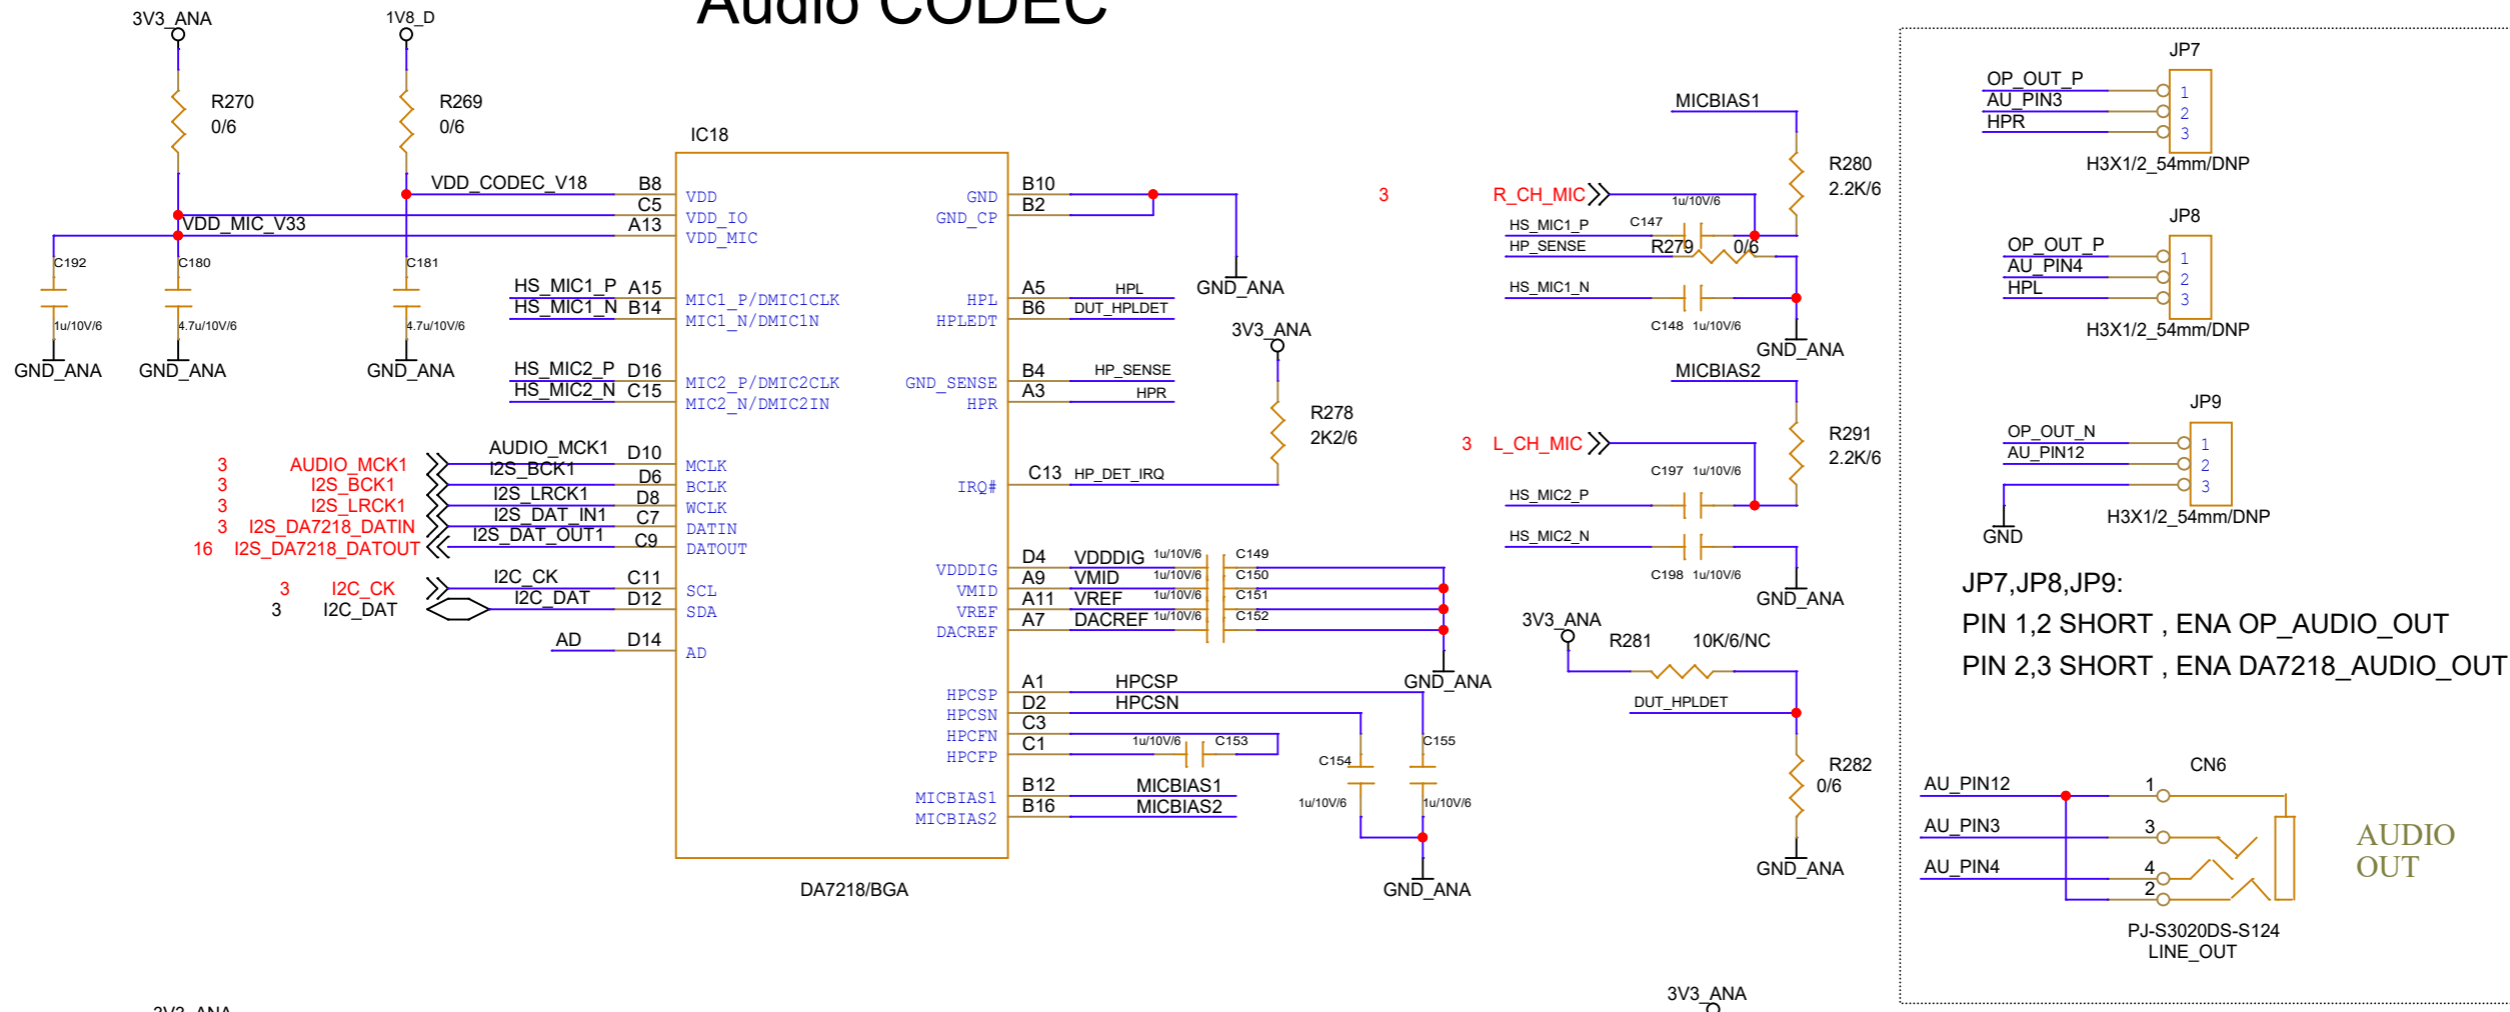 Audio CODEC
3V3_ANA
R270
0/6
1V8_D
R269
0/6
VDD_CODEC_V18
VDD_MIC_V33
C192
1u/10V/6
GND_ANA
C180
4.7u/10V/6
GND_ANA
C181
4.7u/10V/6
GND_ANA
IC18
B8 VDD
C5 VDD_IO
A13 VDD_MIC
HS_MIC1_P A15 MIC1_P/DMIC1CLK
HS_MIC1_N B14 MIC1_N/DMIC1N
HS_MIC2_P D16 MIC2_P/DMIC2CLK
HS_MIC2_N C15 MIC2_N/DMIC2IN
3 AUDIO_MCK1 AUDIO_MCK1 D10 MCLK
3 I2S_BCK1 I2S_BCK1 D6 BCLK
3 I2S_LRCK1 I2S_LRCK1 D8 WCLK
3 I2S_DA7218_DATIN I2S_DAT_IN1 C7 DATIN
16 I2S_DA7218_DATOUT I2S_DAT_OUT1 C9 DATOUT
3 I2C_CK I2C_CK C11 SCL
3 I2C_DAT I2C_DAT D12 SDA
AD D14 AD
GND B10
GND_CP B2
GND_ANA
HPL A5 HPL
HPLEDT B6 DUT_HPLDET
GND_SENSE B4 HP_SENSE
HPR A3 HPR
3V3_ANA
R278
2K2/6
IRQ# C13 HP_DET_IRQ
VDDDIG D4 VDDDIG 1u/10V/6 C149
VMID A9 VMID 1u/10V/6 C150
VREF A11 VREF 1u/10V/6 C151
DACREF A7 DACREF 1u/10V/6 C152
GND_ANA
HPCSP A1 HPCSP
HPCSN D2 HPCSN
HPCFN C3
HPCFP C1 1u/10V/6 C153
C154
1u/10V/6
C155
1u/10V/6
GND_ANA
MICBIAS1 B12 MICBIAS1
MICBIAS2 B16 MICBIAS2
DA7218/BGA
MICBIAS1
R280
2.2K/6
3 R_CH_MIC
1u/10V/6
HS_MIC1_P C147
HP_SENSE R279 0/6
HS_MIC1_N
C148 1u/10V/6
GND_ANA
MICBIAS2
R291
2.2K/6
3 L_CH_MIC
C197 1u/10V/6
HS_MIC2_P
HS_MIC2_N
C198 1u/10V/6
GND_ANA
3V3_ANA
R281 10K/6/NC
DUT_HPLDET
R282
0/6
GND_ANA
JP7
OP_OUT_P 1
AU_PIN3 2
HPR 3
H3X1/2_54mm/DNP
JP8
OP_OUT_P 1
AU_PIN4 2
HPL 3
H3X1/2_54mm/DNP
JP9
OP_OUT_N 1
AU_PIN12 2
3
H3X1/2_54mm/DNP
GND
JP7,JP8,JP9:
PIN 1,2 SHORT , ENA OP_AUDIO_OUT
PIN 2,3 SHORT , ENA DA7218_AUDIO_OUT
CN6
AU_PIN12 1
AU_PIN3 3
AU_PIN4 4
2
AUDIO
OUT
PJ-S3020DS-S124
LINE_OUT
3V3_ANA
3V3_ANA